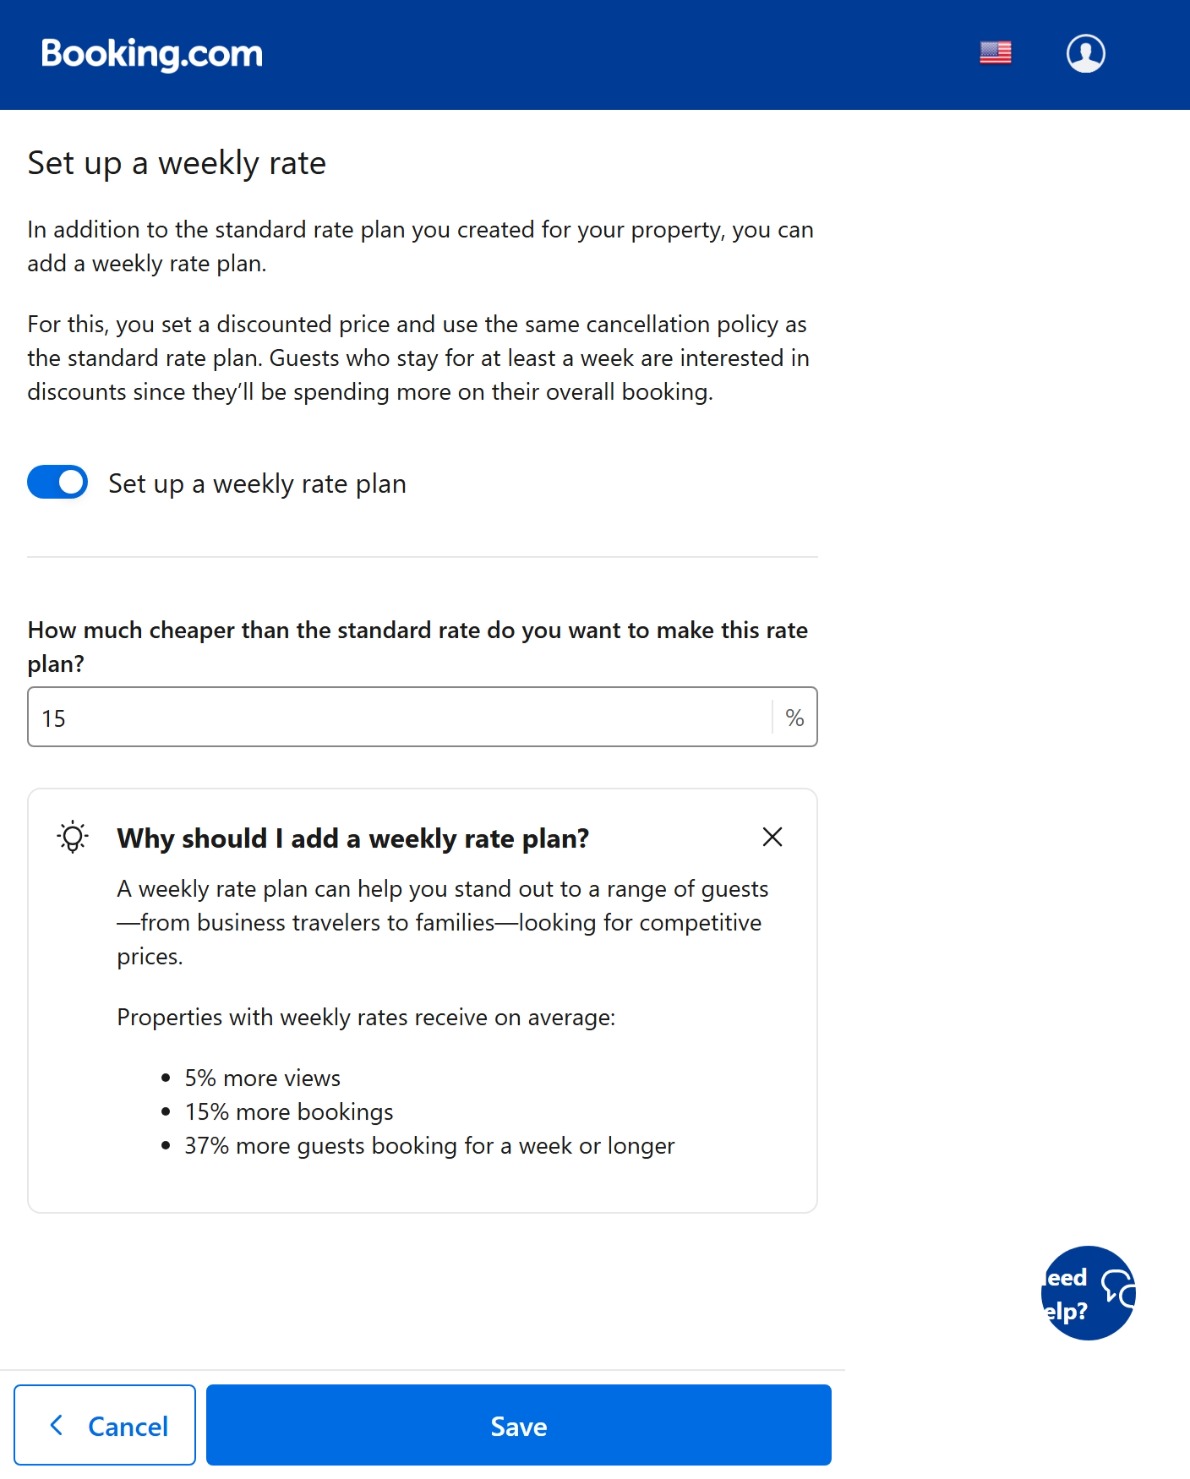 Booking.com
Set up a weekly rate
In addition to the standard rate plan you created for your property, you can
add a weekly rate plan.
For this, you set a discounted price and use the same cancellation policy as
the standard rate plan. Guests who stay for at least a week are interested in
discounts since they’ll be spending more on their overall booking.
Set up a weekly rate plan
How much cheaper than the standard rate do you want to make this rate
plan?
15 %
Why should I add a weekly rate plan?
A weekly rate plan can help you stand out to a range of guests
—from business travelers to families—looking for competitive
prices.
Properties with weekly rates receive on average:
• 5% more views
• 15% more bookings
• 37% more guests booking for a week or longer
eed
elp?
Cancel
Save